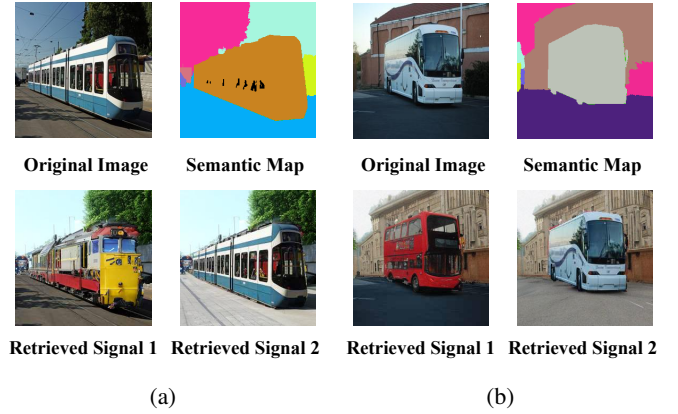 Original Image Semantic Map Original Image Semantic Map
Retrieved Signal 1 Retrieved Signal 2 Retrieved Signal 1 Retrieved Signal 2
(a) (b)